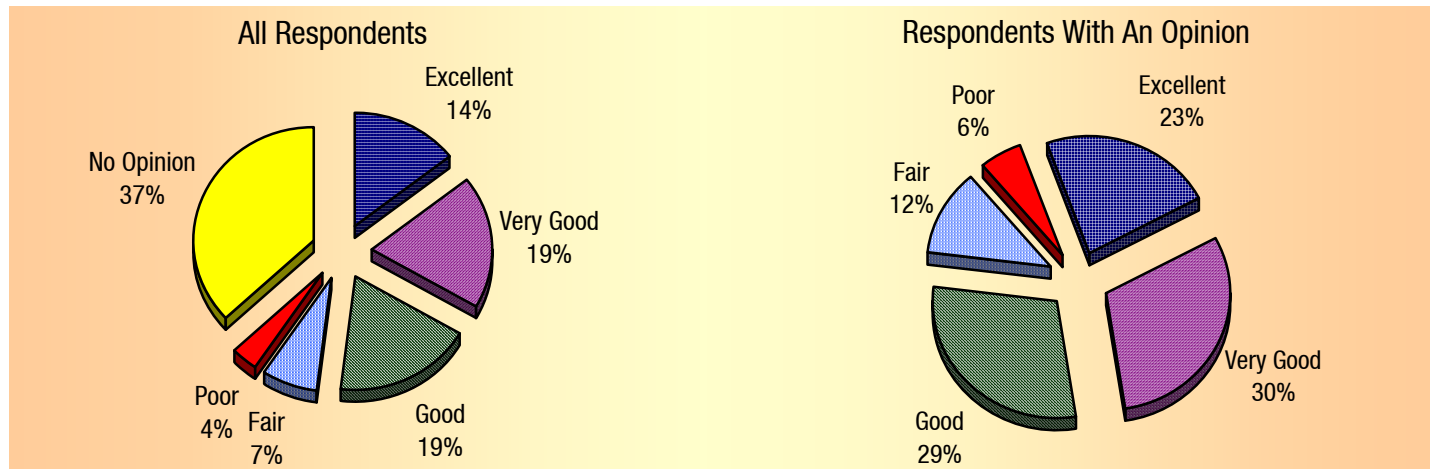 All Respondents
Excellent
14%
Very Good
19%
Good
19%
Fair
7%
Poor
4%
No Opinion
37%
Respondents With An Opinion
Excellent
23%
Very Good
30%
Good
29%
Fair
12%
Poor
6%